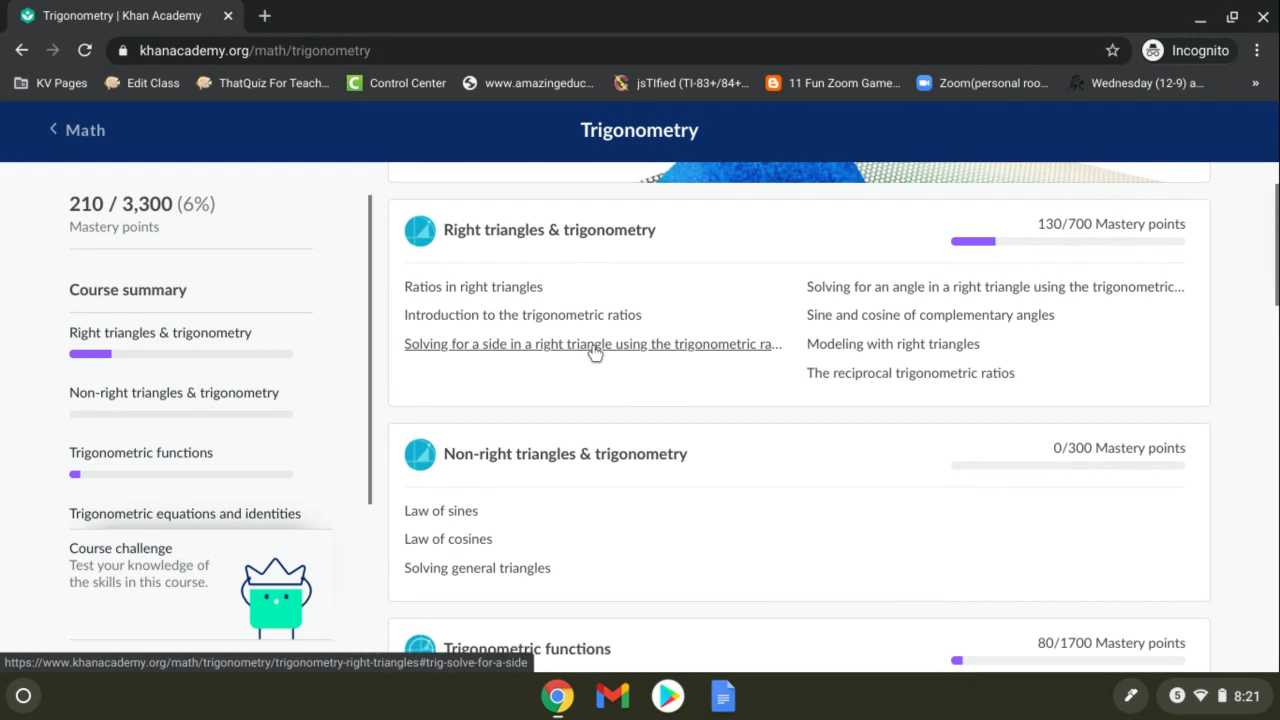 Trigonometry | Khan Academy
khanacademy.org/math/trigonometry
Incognito
KV Pages
Edit Class
ThatQuiz For Teach...
Control Center
www.amazingeduc...
jsTIfied (TI-83+/84+...
11 Fun Zoom Game...
Zoom(personal roo...
Wednesday (12-9) a...
»
Math
Trigonometry
210 / 3,300 (6%)
Mastery points
Course summary
Right triangles & trigonometry
Non-right triangles & trigonometry
Trigonometric functions
Trigonometric equations and identities
Course challenge
Test your knowledge of
the skills in this course.
Right triangles & trigonometry
130/700 Mastery points
Ratios in right triangles
Introduction to the trigonometric ratios
Solving for a side in a right triangle using the trigonometric ra...
Solving for an angle in a right triangle using the trigonometric...
Sine and cosine of complementary angles
Modeling with right triangles
The reciprocal trigonometric ratios
Non-right triangles & trigonometry
0/300 Mastery points
Law of sines
Law of cosines
Solving general triangles
Trigonometric functions
80/1700 Mastery points
https://www.khanacademy.org/math/trigonometry/trigonometry-right-triangles#trig-solve-for-a-side
5
8:21